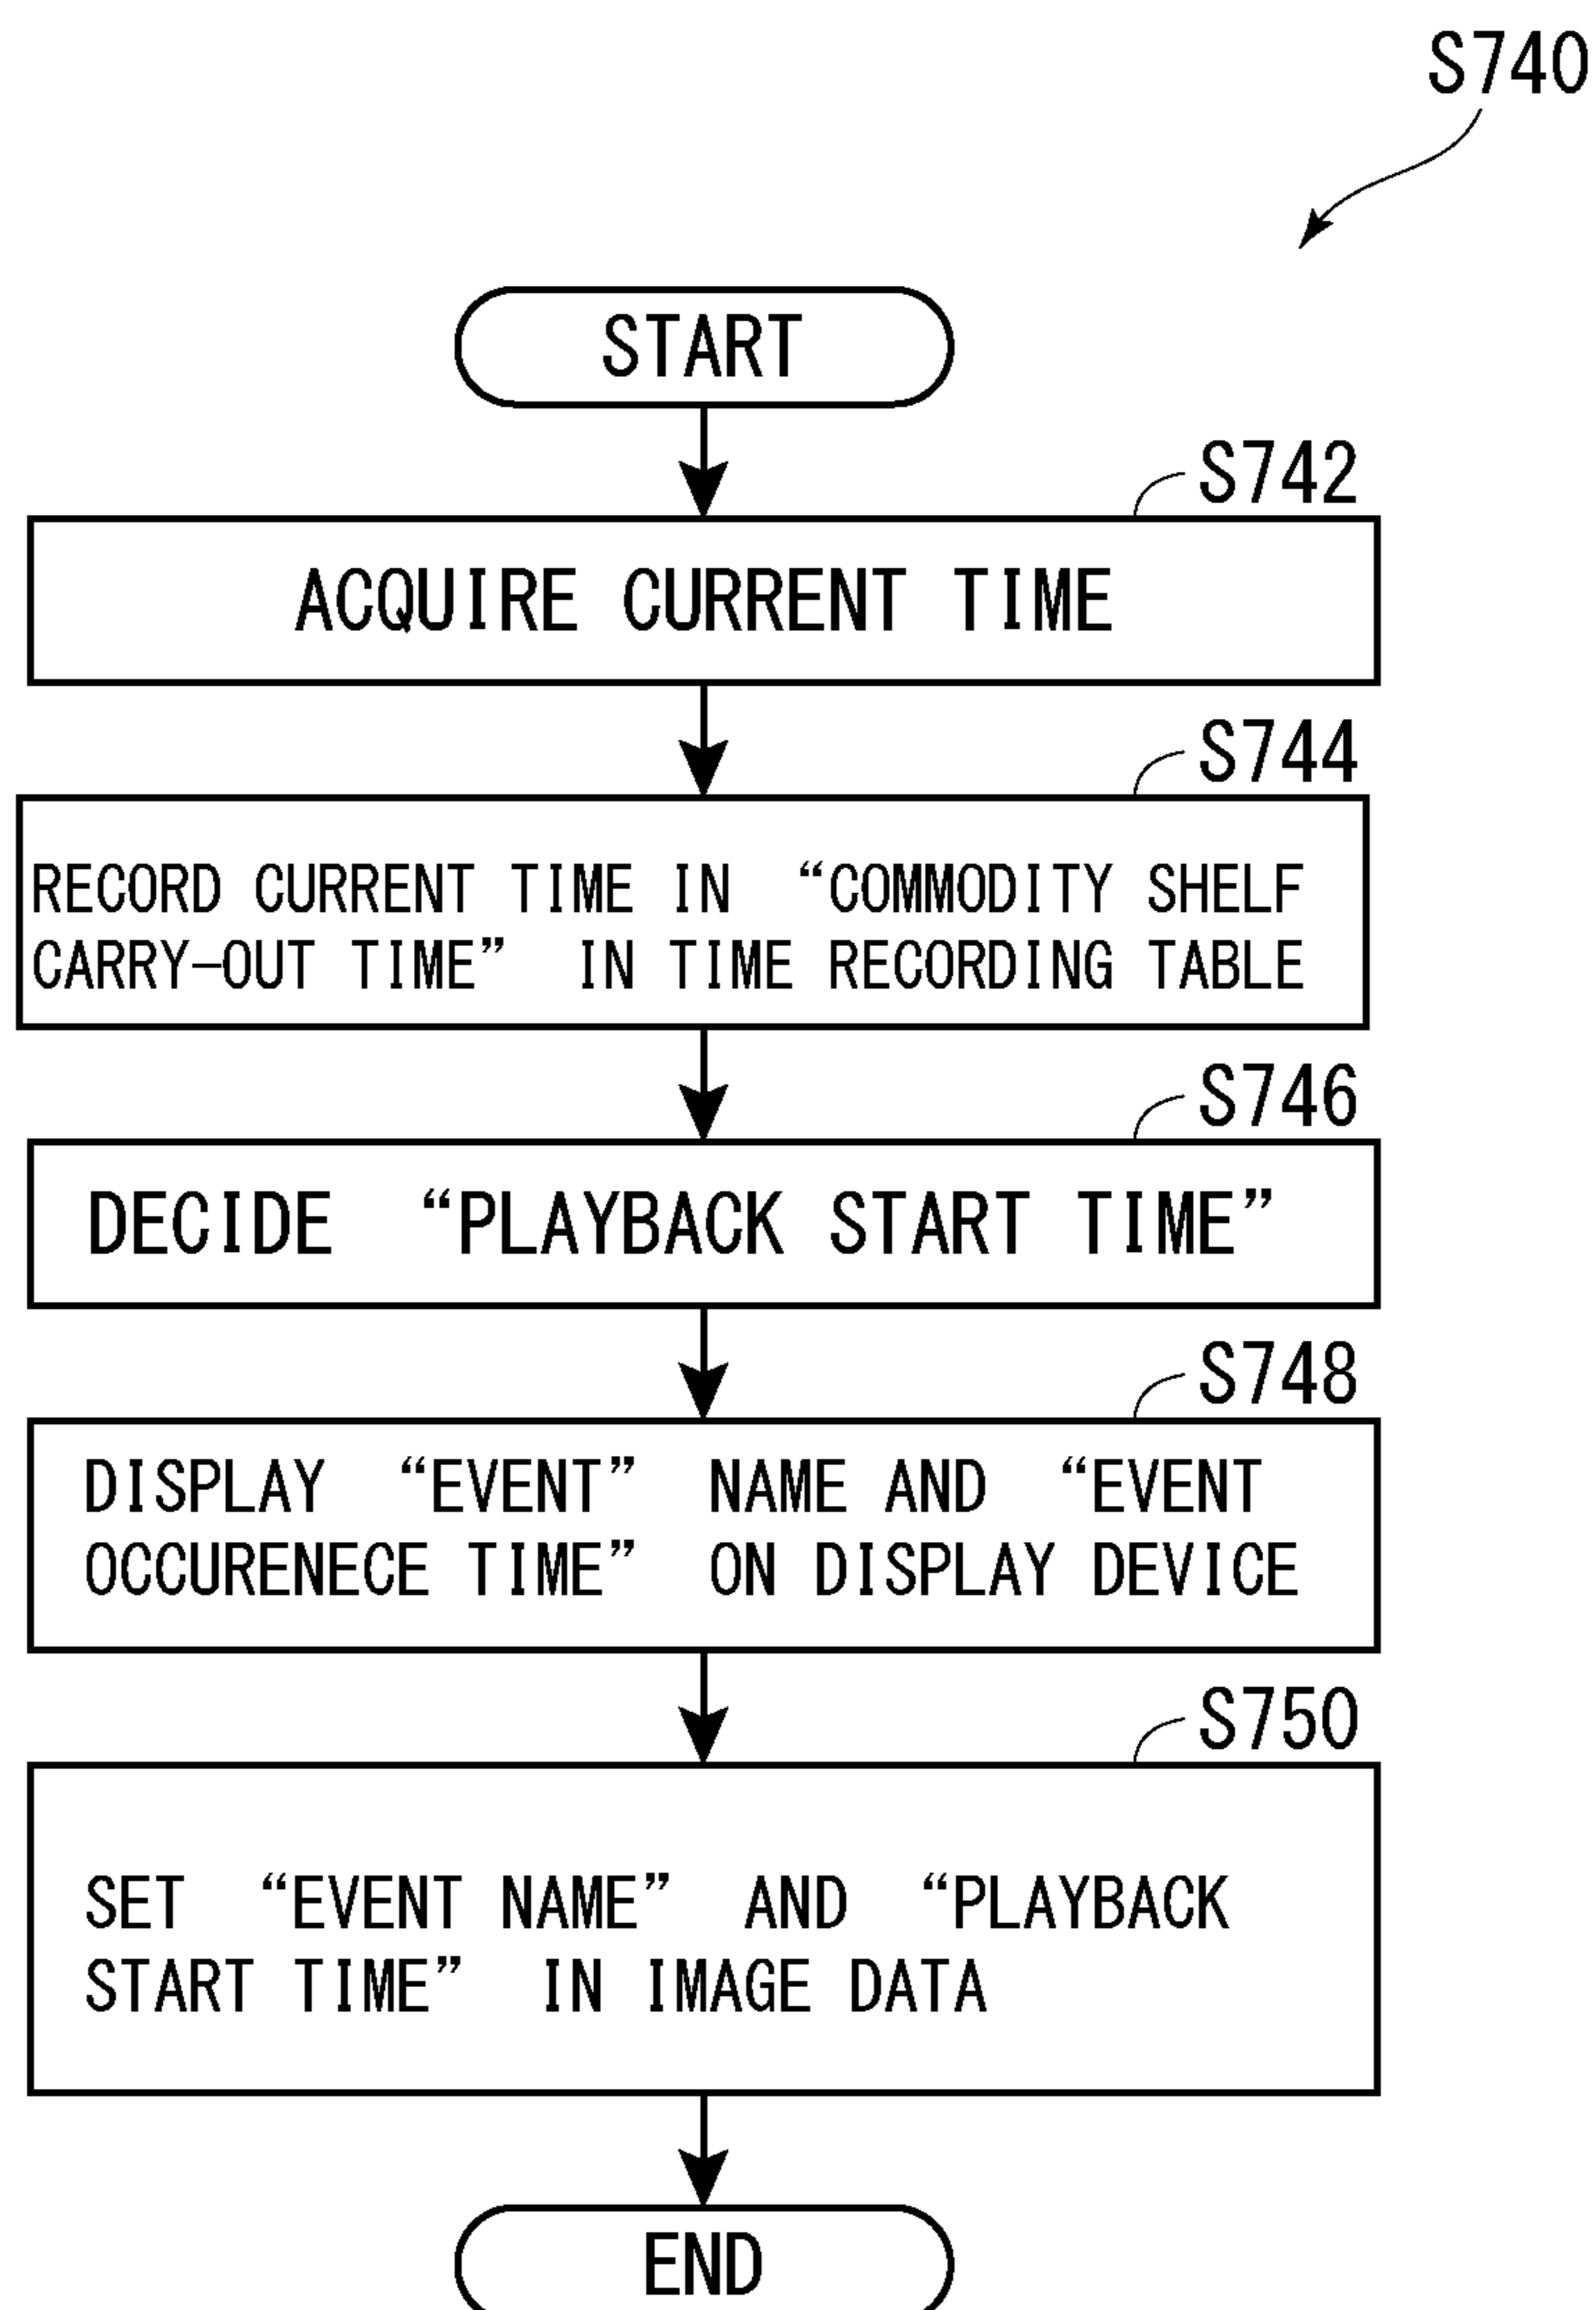 S740
START
S742
ACQUIRE CURRENT TIME
S744
RECORD CURRENT TIME IN “COMMODITY SHELF
CARRY-OUT TIME” IN TIME RECORDING TABLE
S746
DECIDE “PLAYBACK START TIME”
S748
DISPLAY “EVENT” NAME AND “EVENT
OCCURENECE TIME” ON DISPLAY DEVICE
S750
SET “EVENT NAME” AND “PLAYBACK
START TIME” IN IMAGE DATA
END